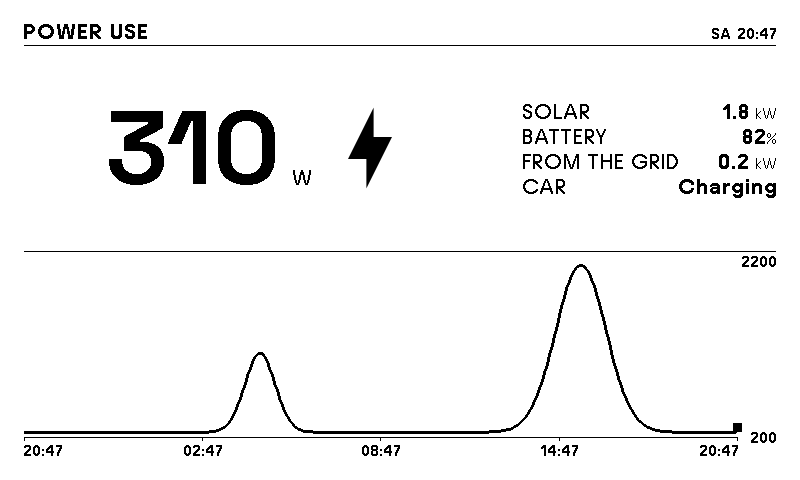 POWER USE SA 20:47
310 W
SOLAR 1.8 kW
BATTERY 82%
FROM THE GRID 0.2 kW
CAR Charging
2200
200
20:47 02:47 08:47 14:47 20:47